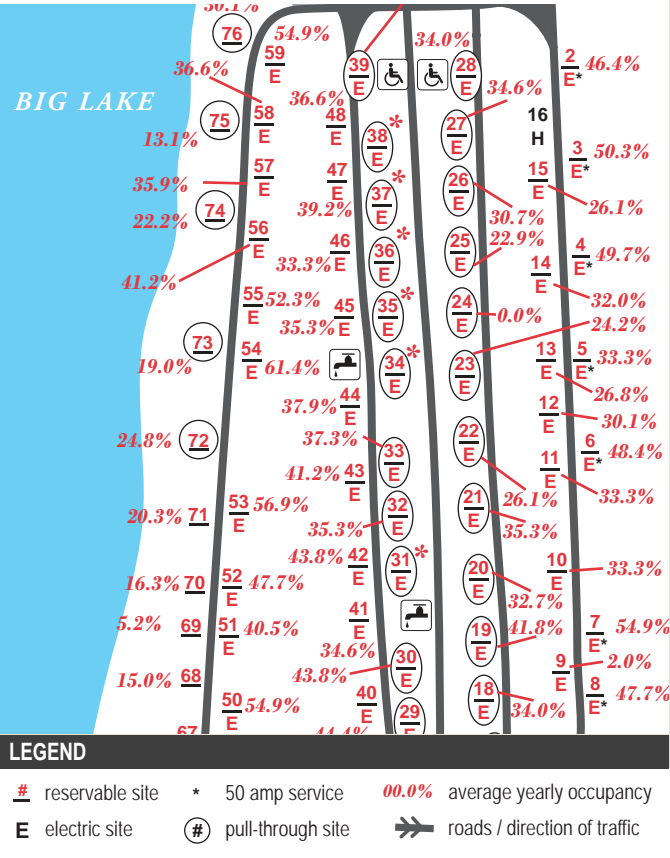 30.1%
76
54.9%
59
E
36.6%
BIG LAKE
75
13.1%
58
E
57
E
35.9%
74
22.2%
56
E
41.2%
55
E
52.3%
73
19.0%
54
E
61.4%
24.8%
72
20.3%
71
53
E
56.9%
16.3%
70
52
E
47.7%
5.2%
69
51
E
40.5%
15.0%
68
50
E
54.9%
67
39
E
36.6%
48
E
38
E
*
47
E
39.2%
37
E
*
46
E
33.3%
36
E
*
45
E
35.3%
35
E
*
34
E
*
44
E
37.9%
37.3%
33
E
41.2%
43
E
32
E
35.3%
43.8%
42
E
31
E
*
41
E
34.6%
30
E
43.8%
40
E
29
E
44.4%
34.0%
28
E
34.6%
27
E
26
E
30.7%
22.9%
25
E
24
E
0.0%
24.2%
23
E
22
E
26.1%
21
E
35.3%
20
E
32.7%
41.8%
19
E
18
E
34.0%
2
E*
46.4%
16
H
3
E*
50.3%
15
E
26.1%
4
E*
49.7%
14
E
32.0%
13
E
5
E*
33.3%
26.8%
12
E
30.1%
6
E*
48.4%
11
E
33.3%
10
E
33.3%
7
E*
54.9%
9
E
2.0%
8
E*
47.7%
LEGEND
# reservable site * 50 amp service 00.0% average yearly occupancy
E electric site # pull-through site roads / direction of traffic